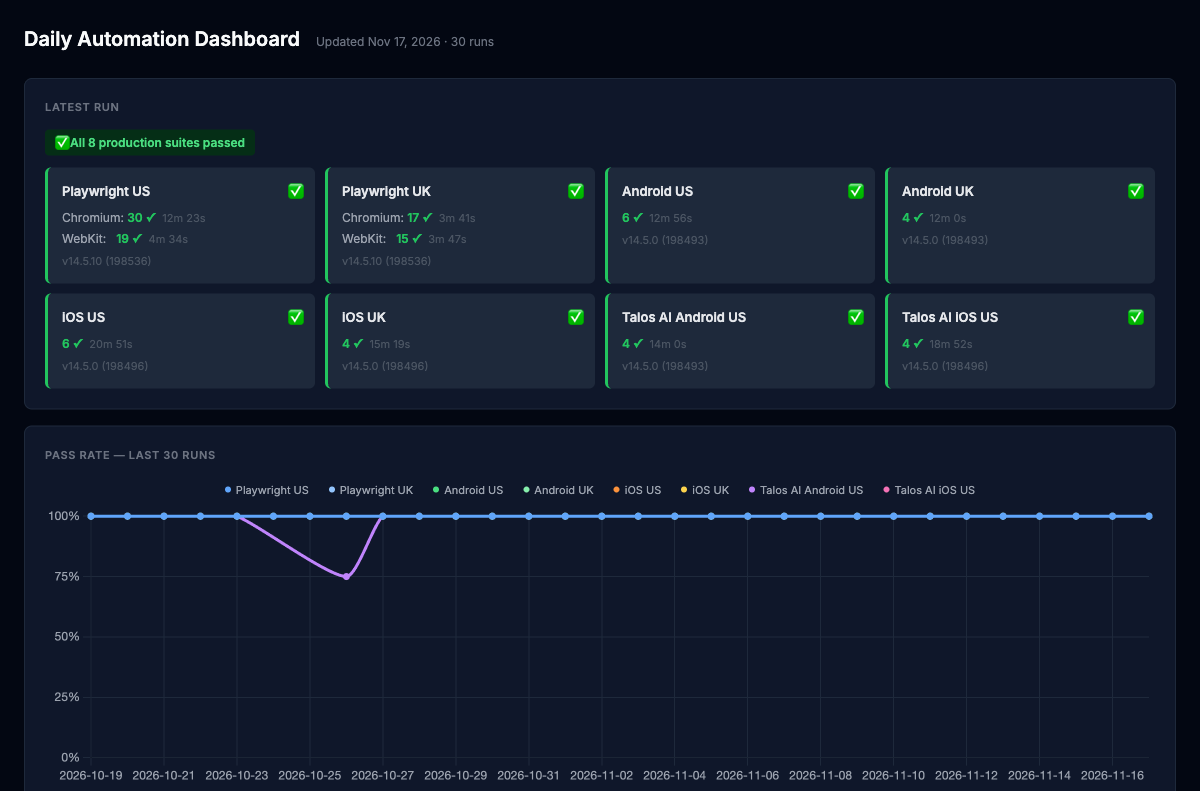 Daily Automation Dashboard Updated Nov 17, 2026 · 30 runs
LATEST RUN
✅All 8 production suites passed
Playwright US ✅
Chromium: 30 ✓ 12m 23s
WebKit: 19 ✓ 4m 34s
v14.5.10 (198536)
Playwright UK ✅
Chromium: 17 ✓ 3m 41s
WebKit: 15 ✓ 3m 47s
v14.5.10 (198536)
Android US ✅
6 ✓ 12m 56s
v14.5.0 (198493)
Android UK ✅
4 ✓ 12m 0s
v14.5.0 (198493)
iOS US ✅
6 ✓ 20m 51s
v14.5.0 (198496)
iOS UK ✅
4 ✓ 15m 19s
v14.5.0 (198496)
Talos AI Android US ✅
4 ✓ 14m 0s
v14.5.0 (198493)
Talos AI iOS US ✅
4 ✓ 18m 52s
v14.5.0 (198496)
PASS RATE — LAST 30 RUNS
Playwright US Playwright UK Android US Android UK iOS US iOS UK Talos AI Android US Talos AI iOS US
100%
75%
50%
25%
0%
2026-10-19 2026-10-21 2026-10-23 2026-10-25 2026-10-27 2026-10-29 2026-10-31 2026-11-02 2026-11-04 2026-11-06 2026-11-08 2026-11-10 2026-11-12 2026-11-14 2026-11-16